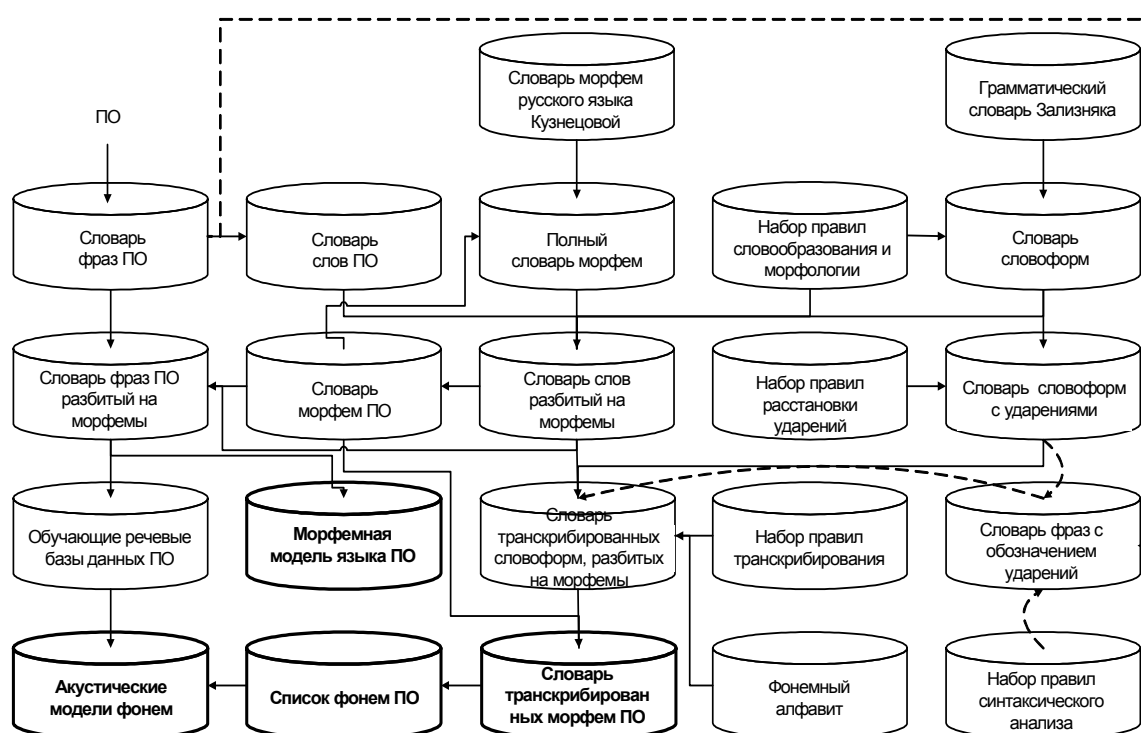 Словарь морфем
русского языка
Кузнецовой
Грамматический
словарь Зализняка
ПО
Словарь
фраз ПО
Словарь
слов ПО
Полный
словарь морфем
Набор правил
словообразования и
морфологии
Словарь
словоформ
Словарь фраз ПО
разбитый на
морфемы
Словарь
морфем ПО
Словарь слов
разбитый на
морфемы
Набор правил
расстановки
ударений
Словарь словоформ
с ударениями
Обучающие речевые
базы данных ПО
Морфемная
модель языка ПО
Словарь
транскрибированных
словоформ, разбитых
на морфемы
Набор правил
транскрибирования
Словарь фраз с
обозначением
ударений
Акустические
модели фонем
Список фонем ПО
Словарь
транскрибирован
ных морфем ПО
Фонемный
алфавит
Набор правил
синтаксического
анализа